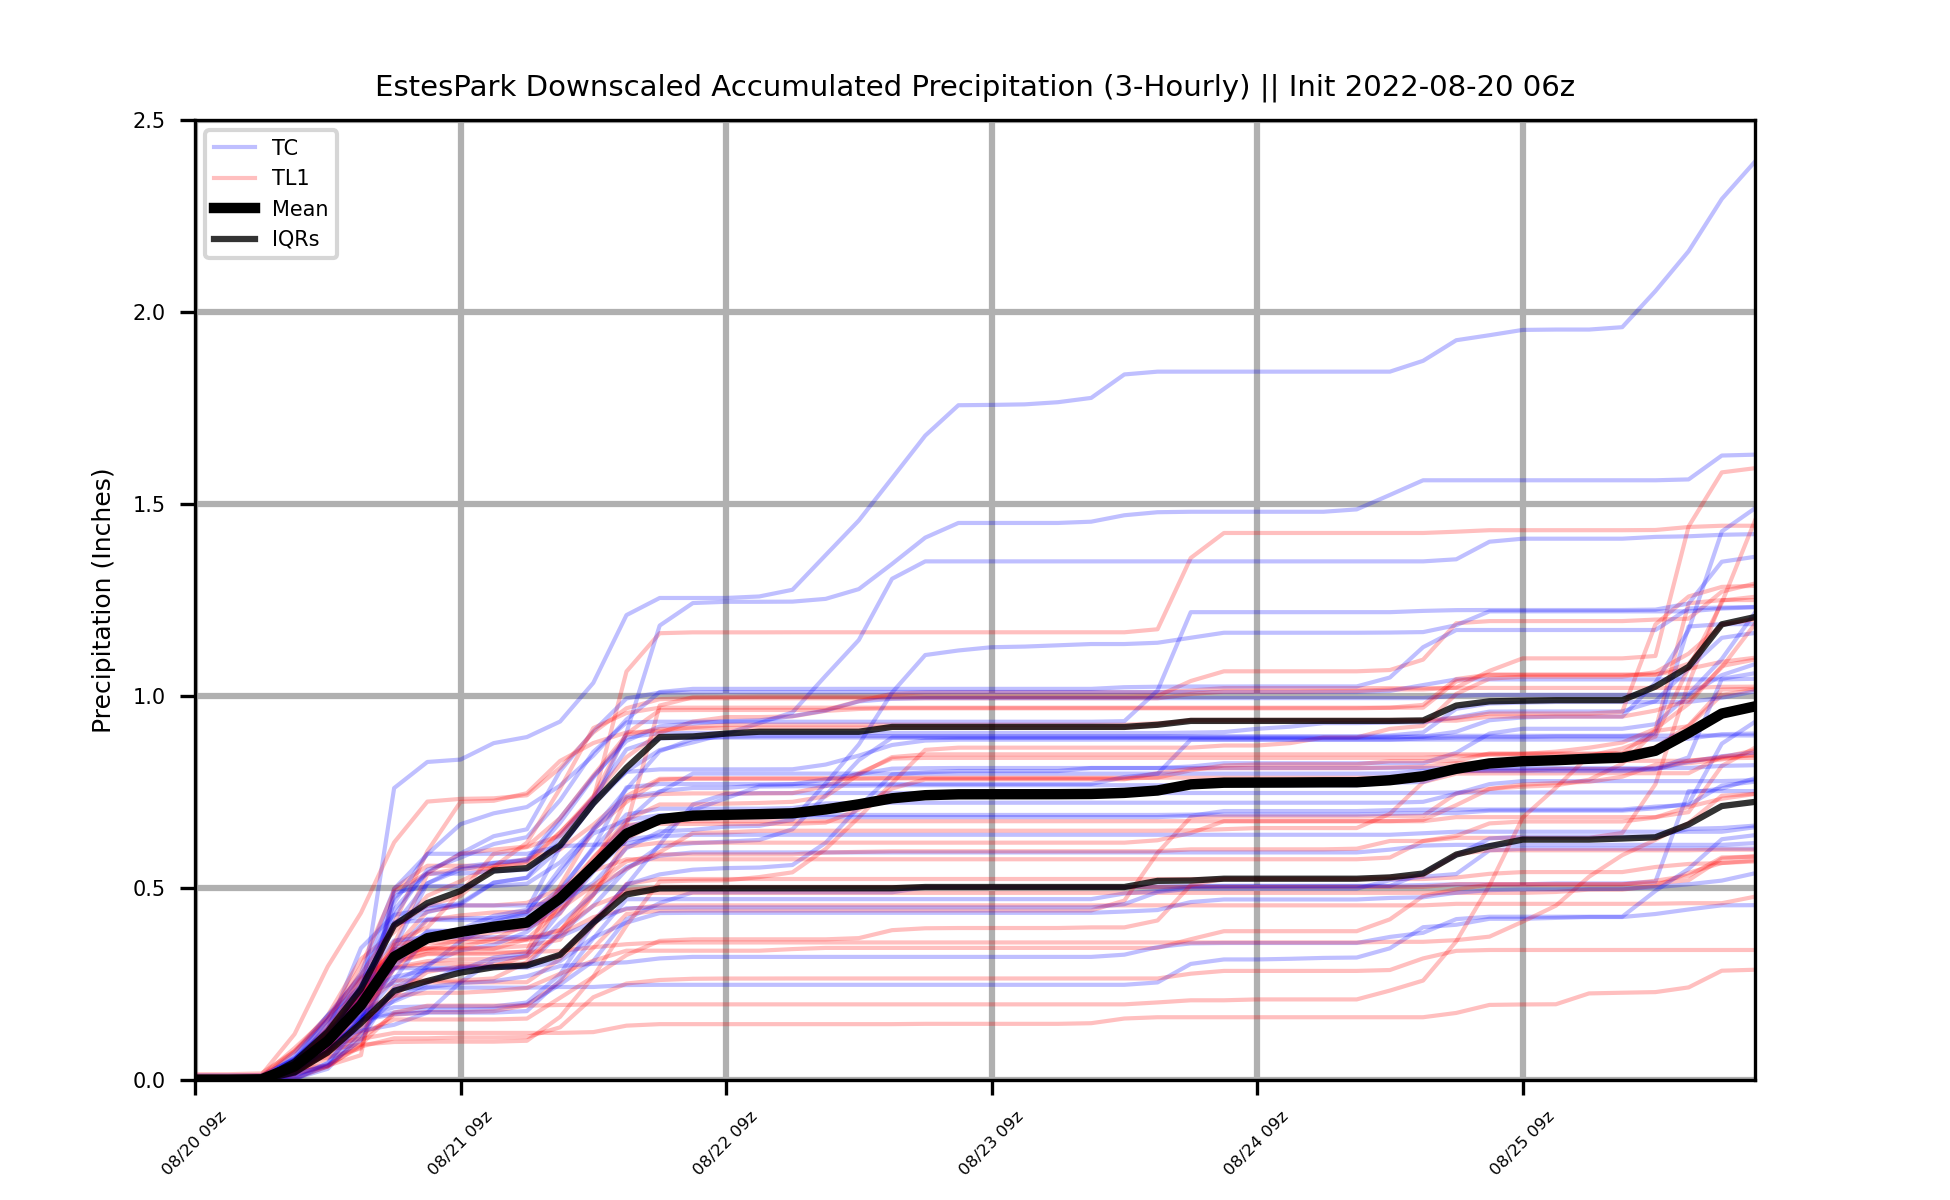 EstesPark Downscaled Accumulated Precipitation (3-Hourly) || Init 2022-08-20 06z
TC
TL1
Mean
IQRs
Precipitation (Inches)
2.5
2.0
1.5
1.0
0.5
0.0
08/20 09z
08/21 09z
08/22 09z
08/23 09z
08/24 09z
08/25 09z